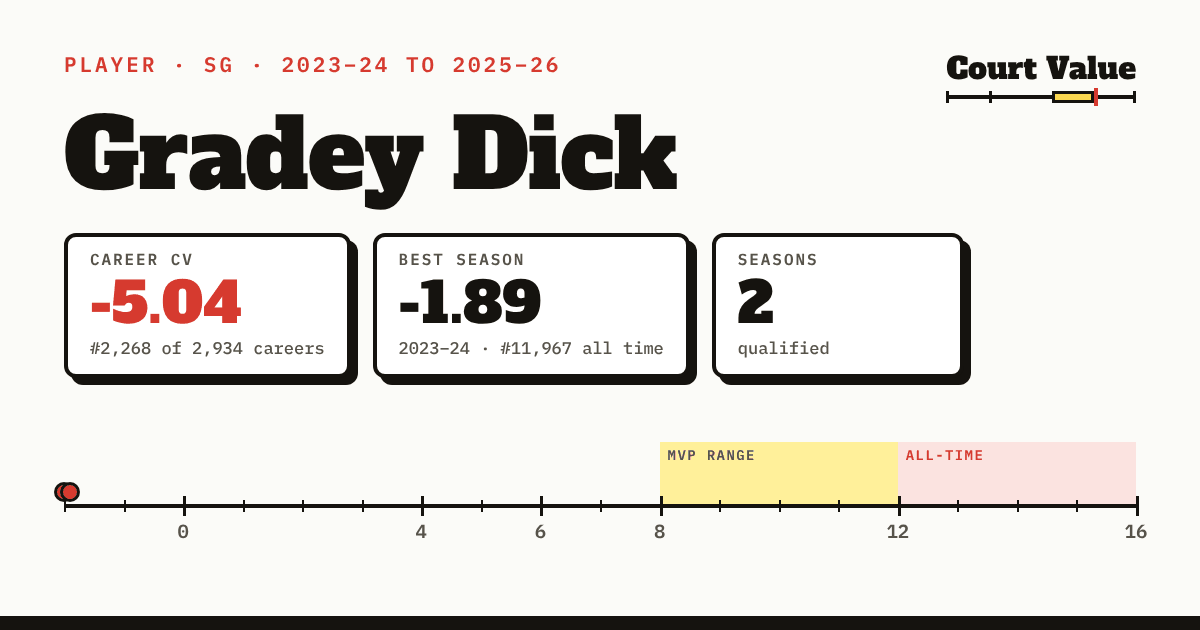 PLAYER · SG · 2023–24 TO 2025–26
Court Value
Gradey Dick
CAREER CV
-5.04
#2,268 of 2,934 careers
BEST SEASON
-1.89
2023–24 · #11,967 all time
SEASONS
2
qualified
MVP RANGE
ALL-TIME
0 4 6 8 12 16